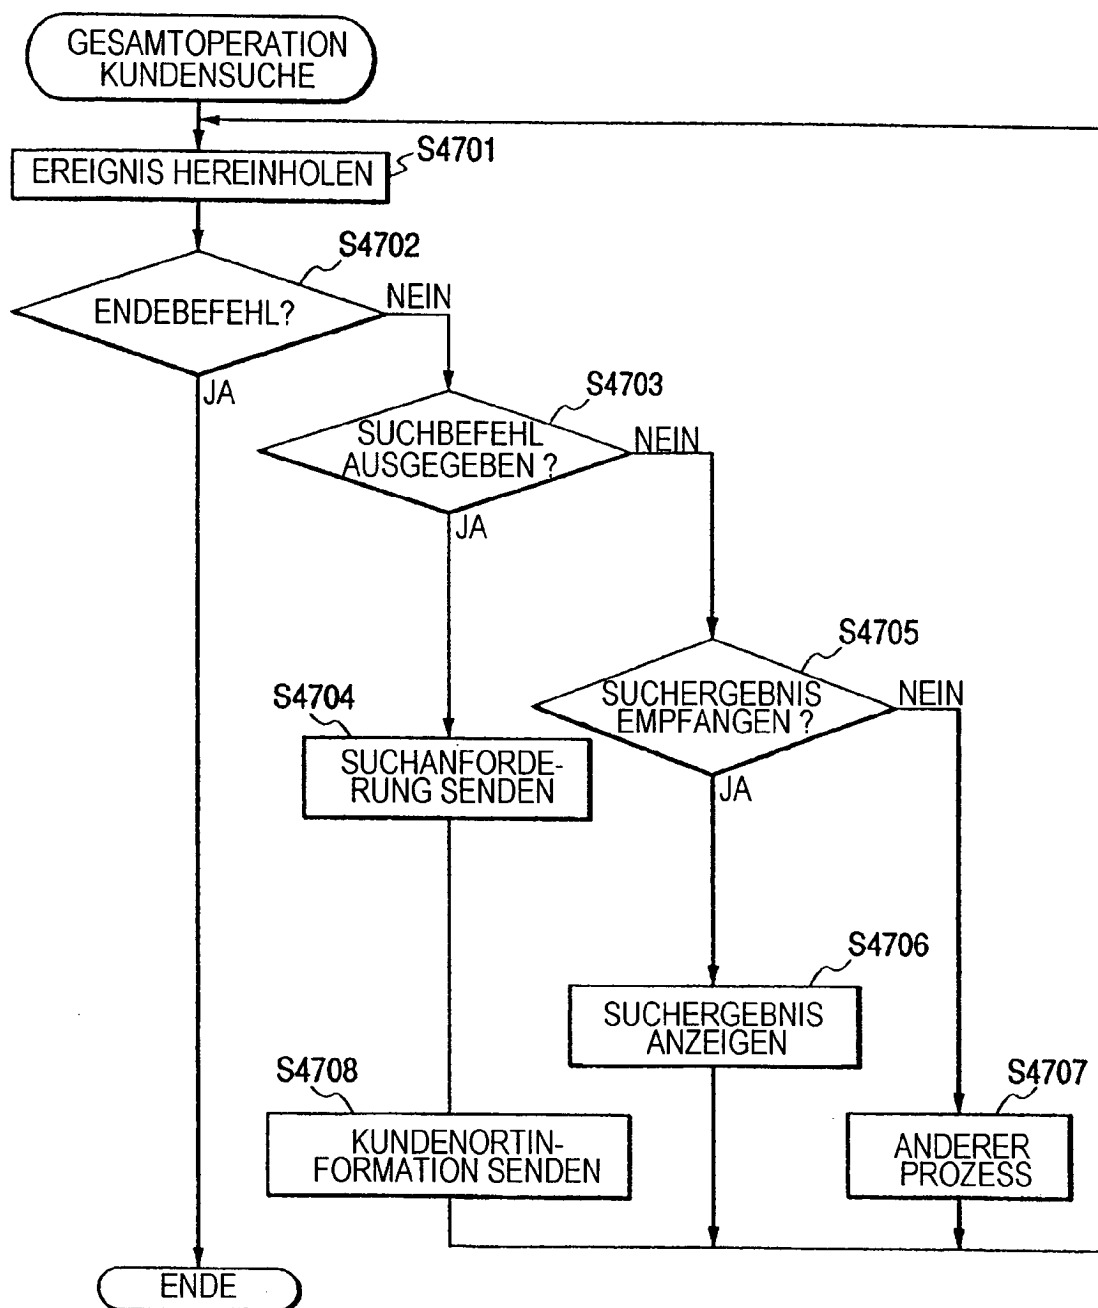 GESAMTOPERATION
KUNDENSUCHE
S4701
EREIGNIS HEREINHOLEN
S4702
ENDEBEFEHL?
NEIN
JA
S4703
SUCHBEFEHL
AUSGEGEBEN ?
NEIN
JA
S4705
SUCHERGEBNIS
EMPFANGEN ?
NEIN
JA
S4704
SUCHANFORDE-
RUNG SENDEN
S4706
SUCHERGEBNIS
ANZEIGEN
S4708
KUNDENORTIN-
FORMATION SENDEN
S4707
ANDERER
PROZESS
ENDE